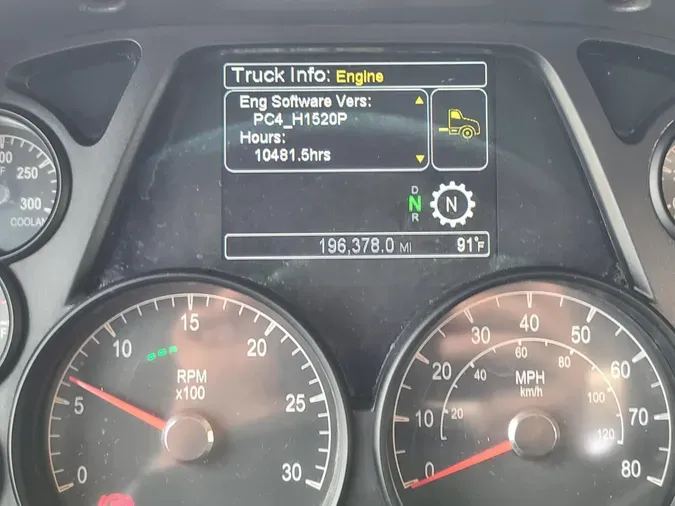 Truck Info: Engine
Eng Software Vers:
PC4_H1520P
Hours:
10481.5hrs
D
N
R
N
196,378.0 MI 91°F
250
300
COOLAN
0
5
10
15
20
25
30
RPM
x100
0
10
20
30
40
50
60
70
80
20
40
60
80
100
120
MPH
km/h